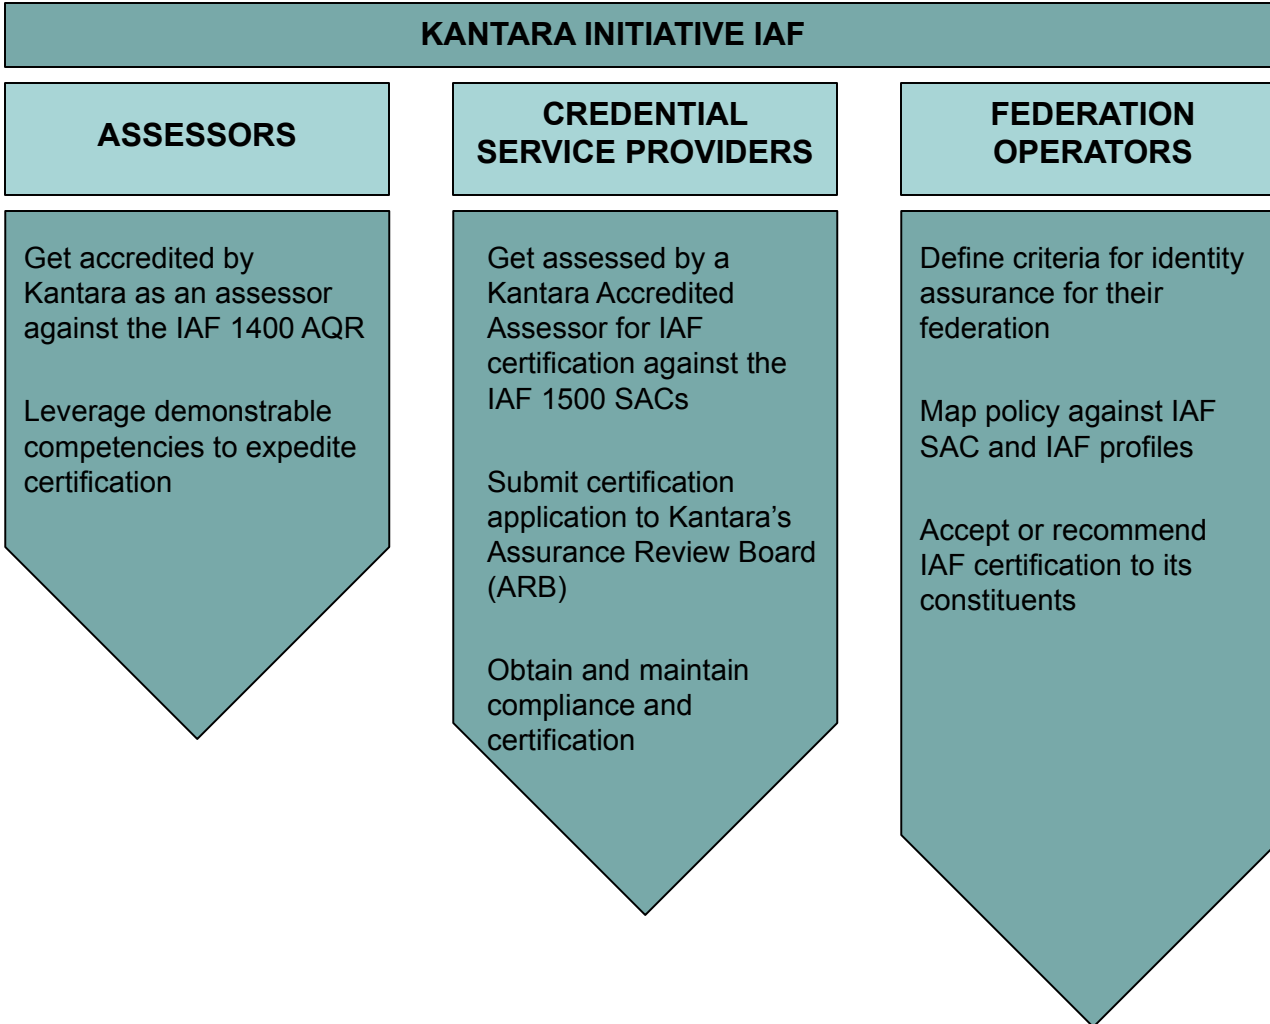 KANTARA INITIATIVE IAF
ASSESSORS
Get accredited by
Kantara as an assessor
against the IAF 1400 AQR
Leverage demonstrable
competencies to expedite
certification
CREDENTIAL
SERVICE PROVIDERS
Get assessed by a
Kantara Accredited
Assessor for IAF
certification against the
IAF 1500 SACs
Submit certification
application to Kantara’s
Assurance Review Board
(ARB)
Obtain and maintain
compliance and
certification
FEDERATION
OPERATORS
Define criteria for identity
assurance for their
federation
Map policy against IAF
SAC and IAF profiles
Accept or recommend
IAF certification to its
constituents